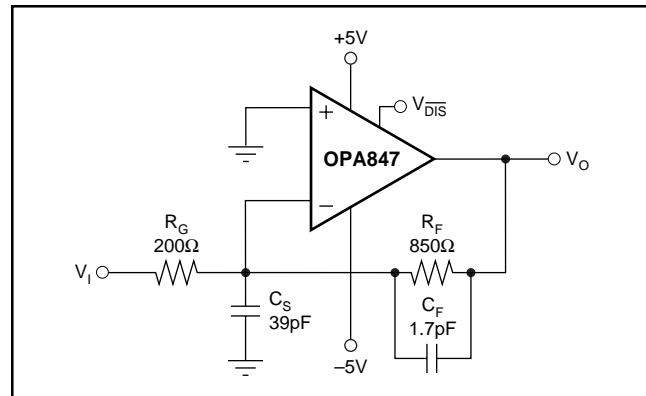 +5V
+
V_DIS̅
OPA847
V_O
−
R_G
200Ω
R_F
850Ω
V_I
C_S
39pF
C_F
1.7pF
−5V